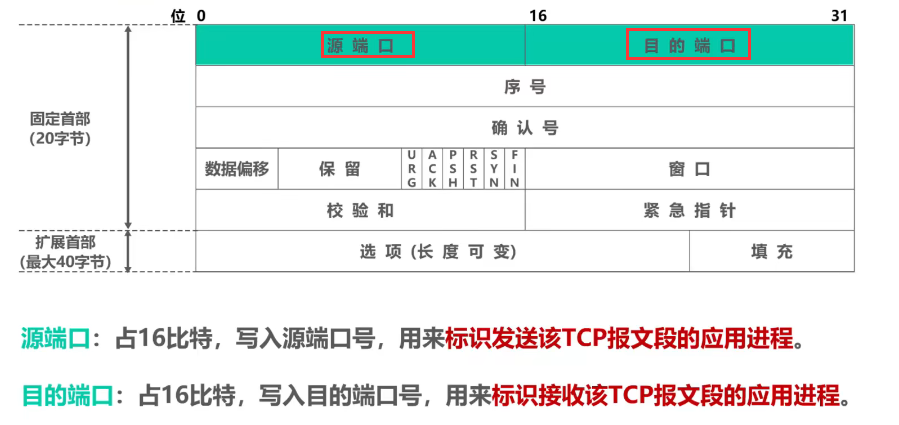 位 0 16 31
源端口 目的端口
序号
固定首部
(20字节)
确认号
数据偏移 保留 URG ACK PSH RST SYN FIN 窗口
校验和 紧急指针
扩展首部
(最大40字节)
选项(长度可变) 填充
源端口：占16比特，写入源端口号，用来标识发送该TCP报文段的应用进程。
目的端口：占16比特，写入目的端口号，用来标识接收该TCP报文段的应用进程。